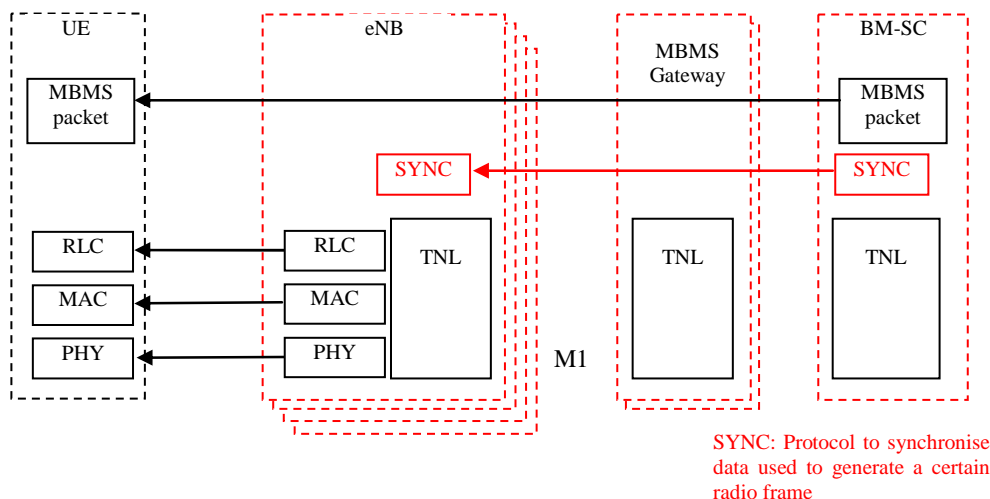 UE
eNB
MBMS
Gateway
BM-SC
MBMS
packet
MBMS
packet
SYNC
SYNC
RLC
RLC
TNL
TNL
TNL
MAC
MAC
PHY
PHY
M1
SYNC: Protocol to synchronise
data used to generate a certain
radio frame